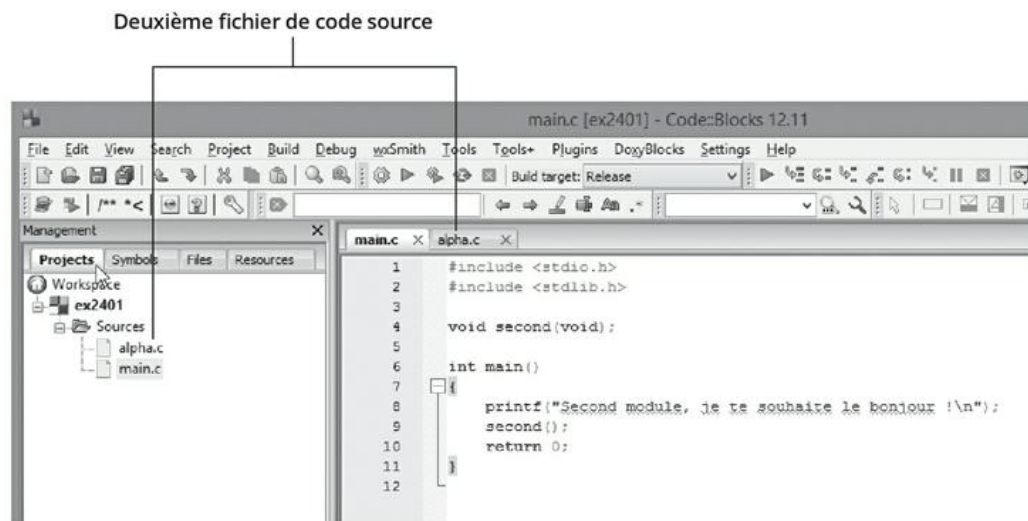 Deuxième fichier de code source
main.c [ex2401] - Code::Blocks 12.11
File Edit View Search Project Build Debug wxSmith Tools Tools+ Plugins DoxyBlocks Settings Help
Build target: Release
/** *<
Aa .*
Management X
Projects Symbols Files Resources
main.c X alpha.c X
Workspace
ex2401
Sources
alpha.c
main.c
1 #include <stdio.h>
2 #include <stdlib.h>
3
4 void second(void);
5
6 int main()
7 {
8 printf("Second module, je te souhaite le bonjour !\n");
9 second();
10 return 0;
11 }
12